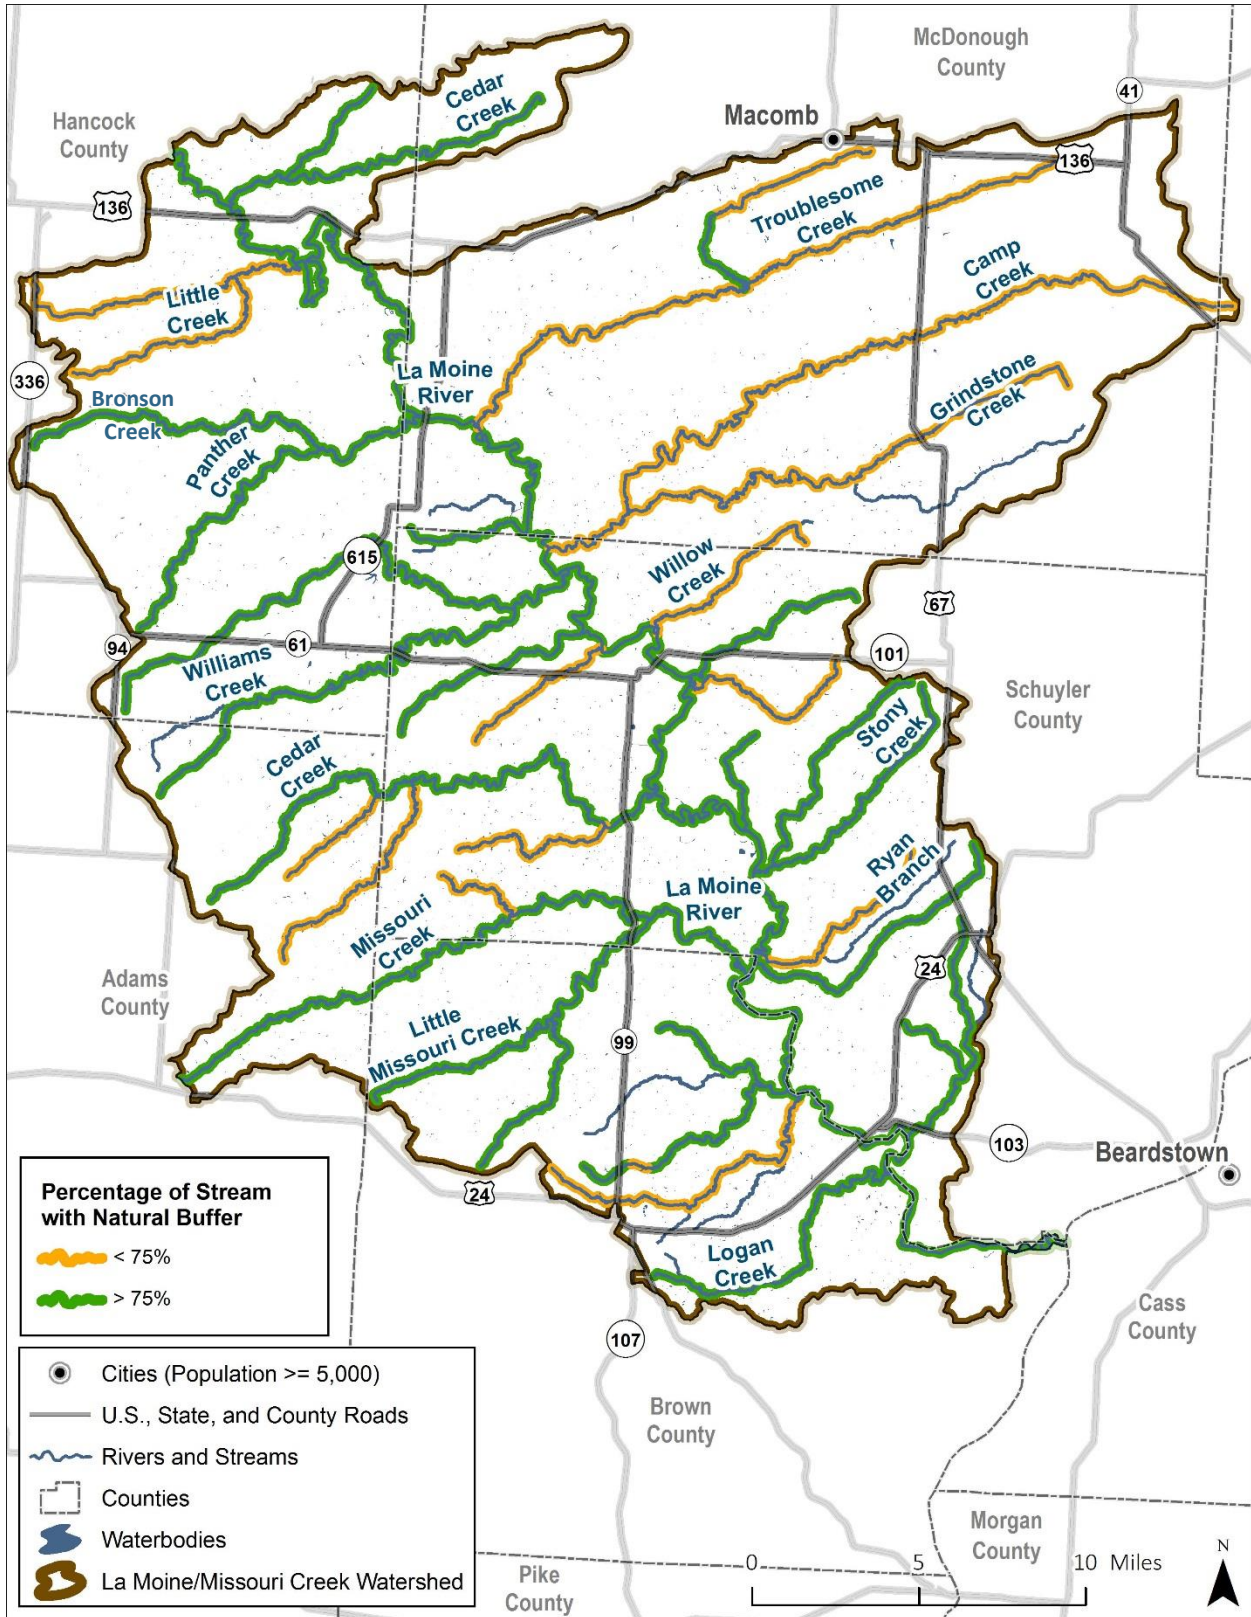 McDonough
County
41
Cedar
Creek
Macomb
Hancock
County
136
136
Troublesome
Creek
Camp
Creek
Little
Creek
La Moine
River
336
Grindstone
Creek
Bronson
Creek
Panther
Creek
615
Willow
Creek
67
94
61
101
Williams
Creek
Schuyler
County
Stony
Creek
Cedar
Creek
Ryan
Branch
La Moine
River
Missouri
Creek
24
Adams
County
Little
Missouri Creek
99
103
Beardstown
24
Percentage of Stream
with Natural Buffer
< 75%
> 75%
Logan
Creek
Cass
County
107
Cities (Population >= 5,000)
U.S., State, and County Roads
Rivers and Streams
Counties
Waterbodies
La Moine/Missouri Creek Watershed
Brown
County
Morgan
County
Pike
County
0 5 10 Miles
N